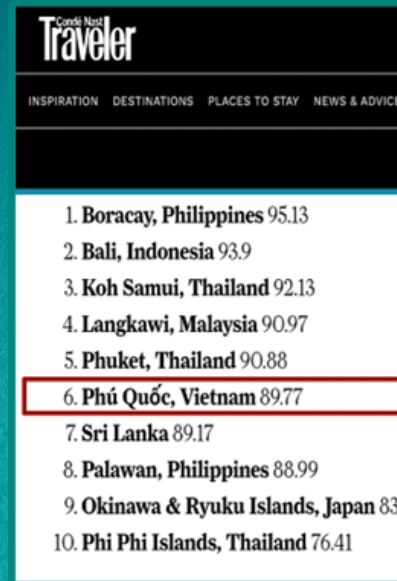 Condé Nast
Traveler
INSPIRATION DESTINATIONS PLACES TO STAY NEWS & ADVICE
1. Boracay, Philippines 95.13
2. Bali, Indonesia 93.9
3. Koh Samui, Thailand 92.13
4. Langkawi, Malaysia 90.97
5. Phuket, Thailand 90.88
6. Phú Quốc, Vietnam 89.77
7. Sri Lanka 89.17
8. Palawan, Philippines 88.99
9. Okinawa & Ryuku Islands, Japan 83
10. Phi Phi Islands, Thailand 76.41